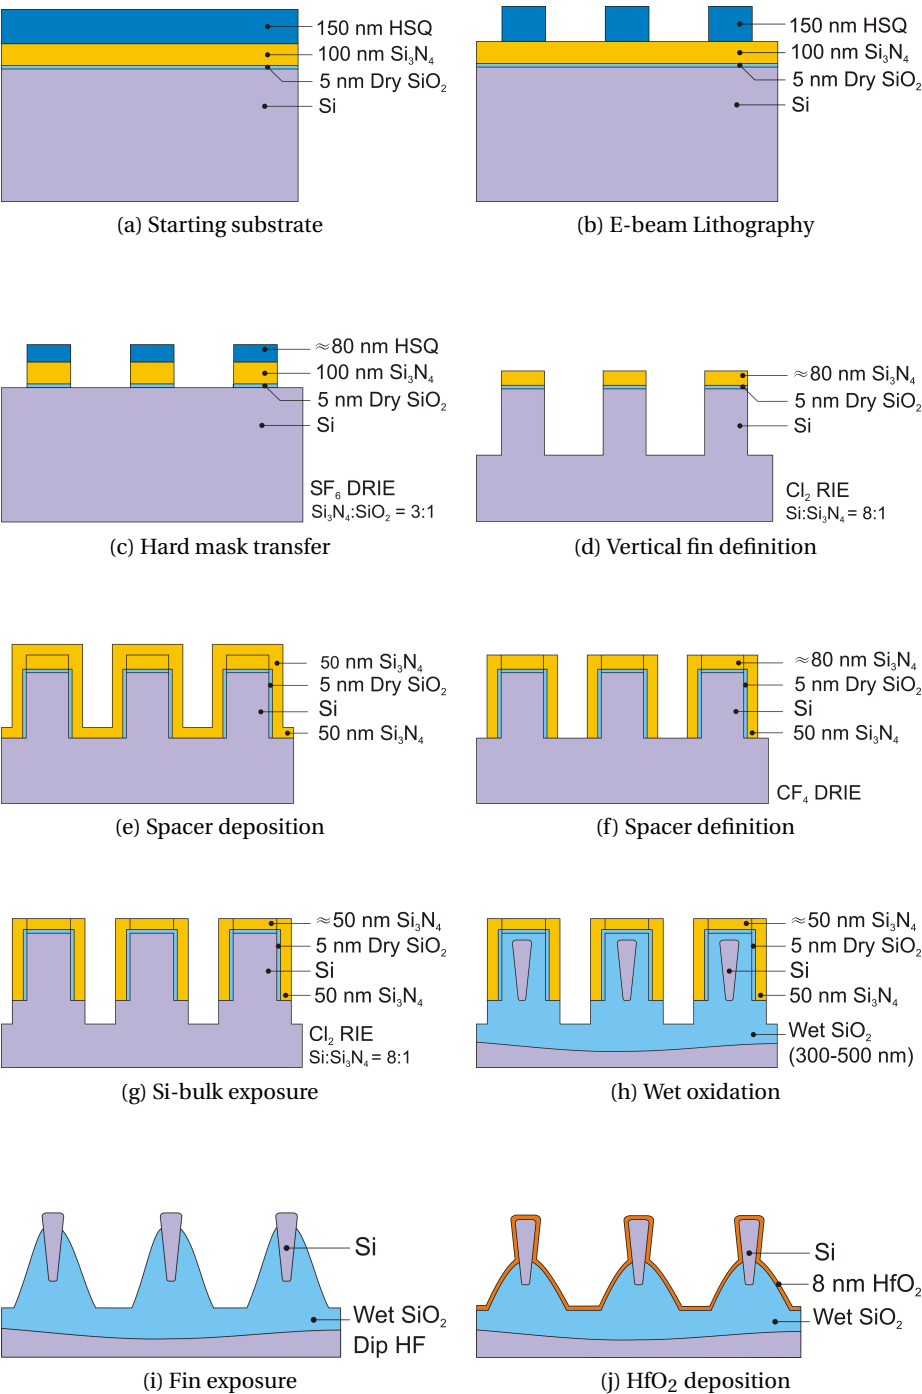 150 nm HSQ
100 nm Si₃N₄
5 nm Dry SiO₂
Si
(a) Starting substrate
150 nm HSQ
100 nm Si₃N₄
5 nm Dry SiO₂
Si
(b) E-beam Lithography
≈80 nm HSQ
100 nm Si₃N₄
5 nm Dry SiO₂
Si
SF₆ DRIE
Si₃N₄:SiO₂ = 3:1
(c) Hard mask transfer
≈80 nm Si₃N₄
5 nm Dry SiO₂
Si
Cl₂ RIE
Si:Si₃N₄ = 8:1
(d) Vertical fin definition
50 nm Si₃N₄
5 nm Dry SiO₂
Si
50 nm Si₃N₄
(e) Spacer deposition
≈80 nm Si₃N₄
5 nm Dry SiO₂
Si
50 nm Si₃N₄
CF₄ DRIE
(f) Spacer definition
≈50 nm Si₃N₄
5 nm Dry SiO₂
Si
50 nm Si₃N₄
Cl₂ RIE
Si:Si₃N₄ = 8:1
(g) Si-bulk exposure
≈50 nm Si₃N₄
5 nm Dry SiO₂
Si
50 nm Si₃N₄
Wet SiO₂
(300-500 nm)
(h) Wet oxidation
Si
Wet SiO₂
Dip HF
(i) Fin exposure
Si
8 nm HfO₂
Wet SiO₂
(j) HfO₂ deposition